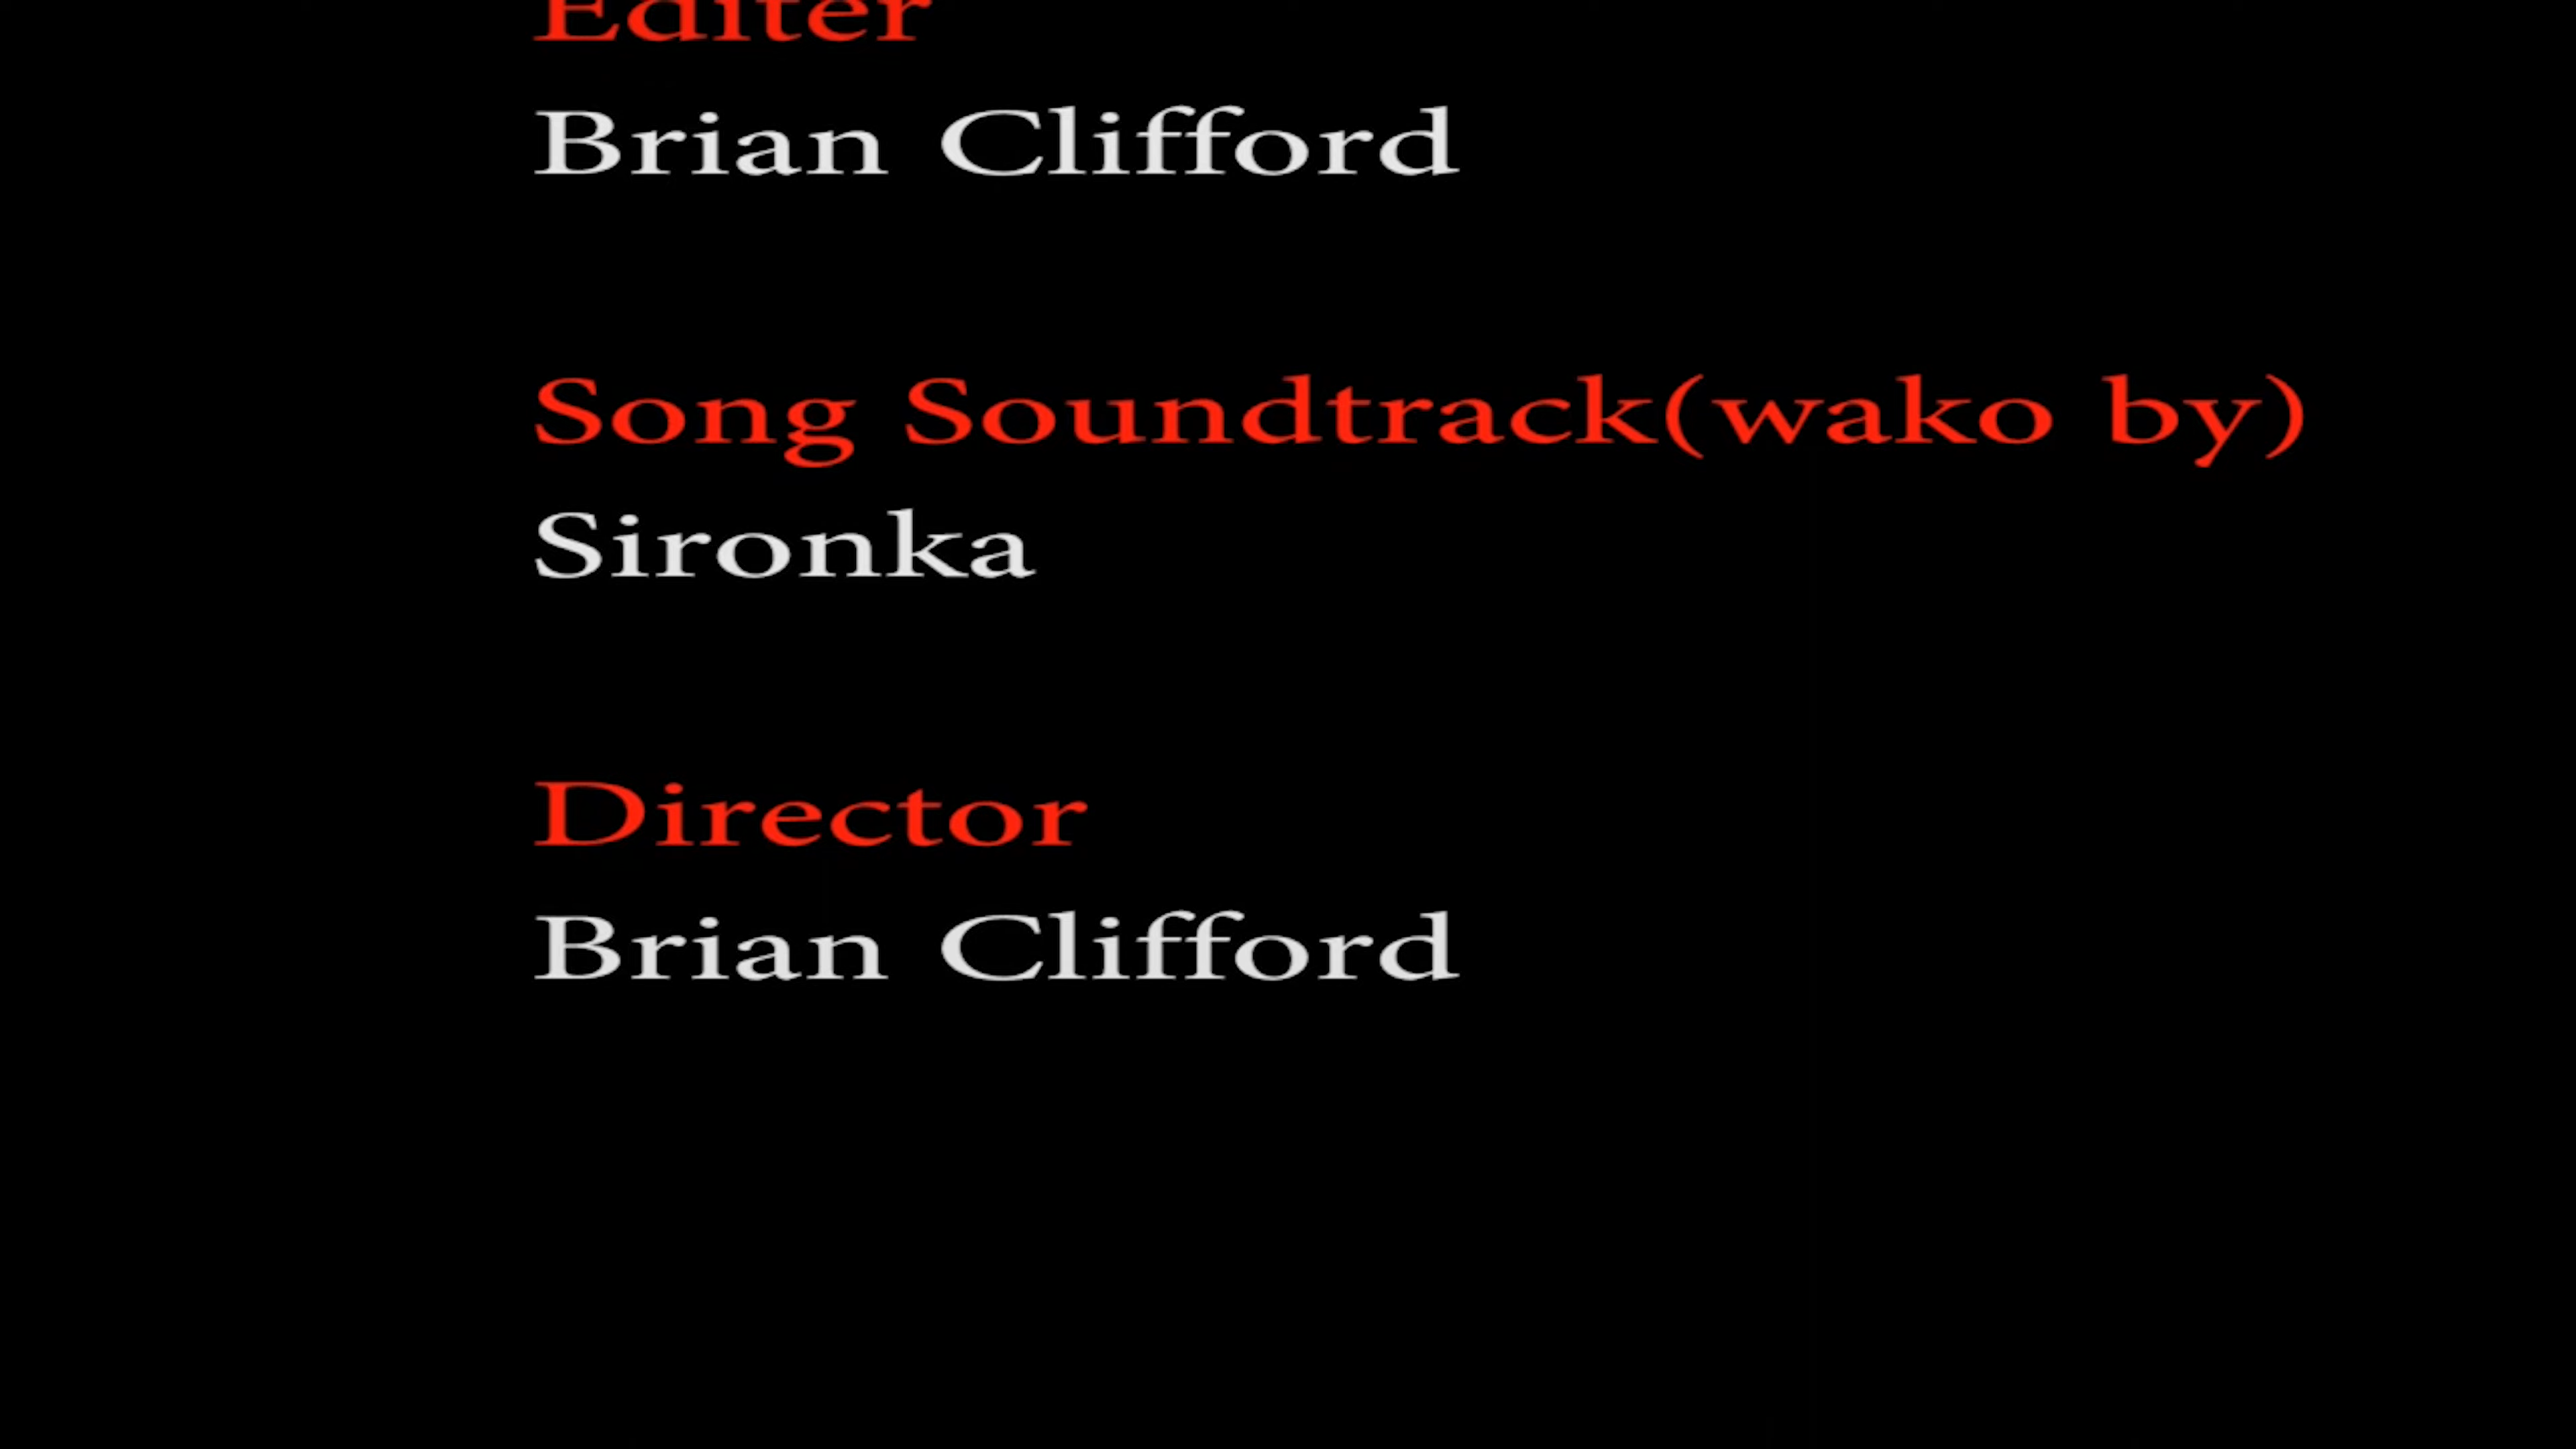 Editer
Brian Clifford
Song Soundtrack(wako by)
Sironka
Director
Brian Clifford